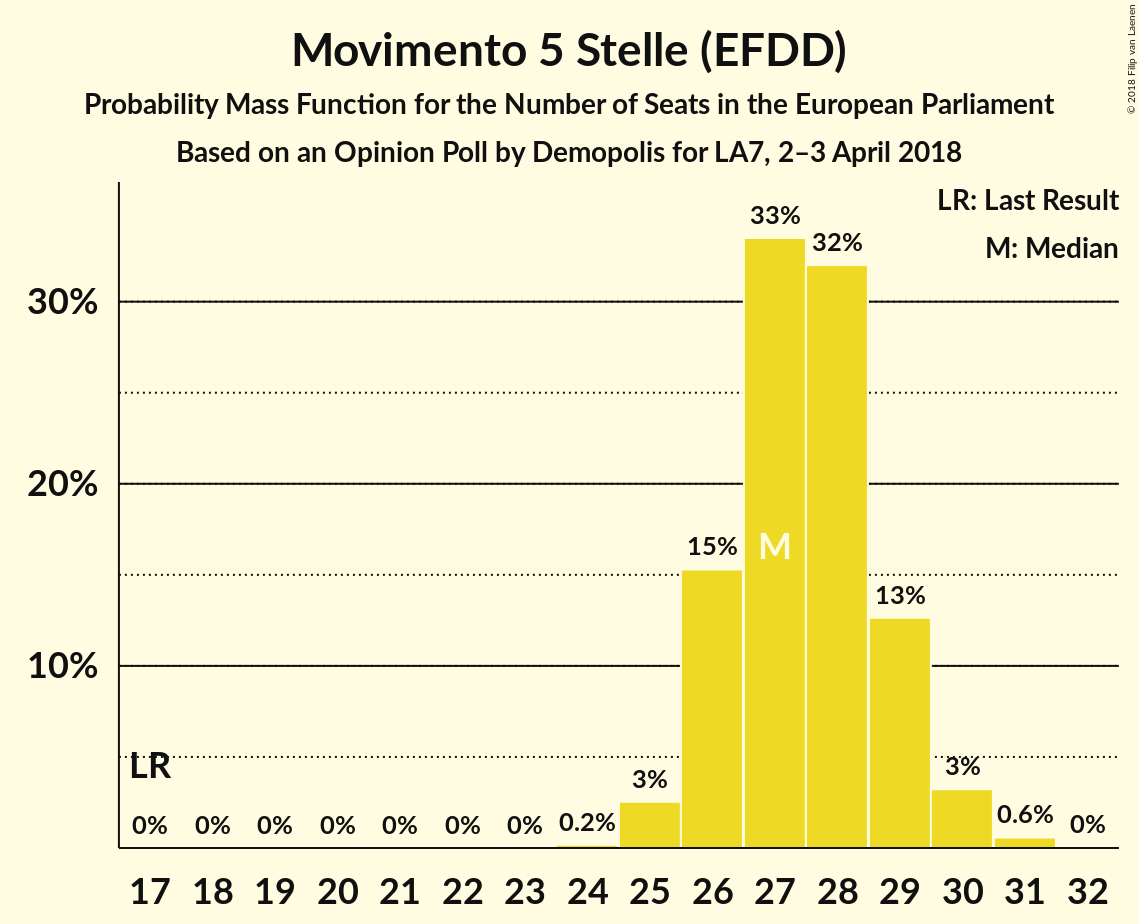 Movimento 5 Stelle (EFDD)
Probability Mass Function for the Number of Seats in the European Parliament
Based on an Opinion Poll by Demopolis for LA7, 2–3 April 2018
© 2018 Filip van Laenen
LR: Last Result
M: Median
33%
32%
30%
20%
15%
M
13%
10%
LR
3%
3%
0% 0% 0% 0% 0% 0% 0% 0.2% 0.6% 0%
17 18 19 20 21 22 23 24 25 26 27 28 29 30 31 32